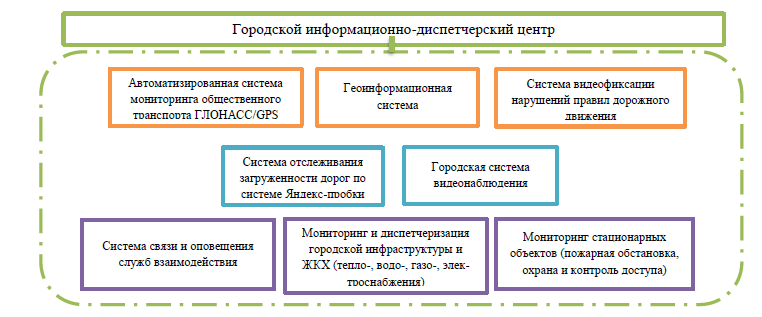 Городской информационно-диспетчерский центр
Автоматизированная система
мониторинга общественного
транспорта ГЛОНАСС/GPS
Геоинформационная
система
Система видеофиксации
нарушений правил дорожного
движения
Система отслеживания
загруженности дорог по
системе Яндекс-пробки
Городская система
видеонаблюдения
Система связи и оповещения
служб взаимодействия
Мониторинг и диспетчеризация
городской инфраструктуры и
ЖКХ (тепло-, водо-, газо-, элек-
троснабжения)
Мониторинг стационарных
объектов (пожарная обстановка,
охрана и контроль доступа)